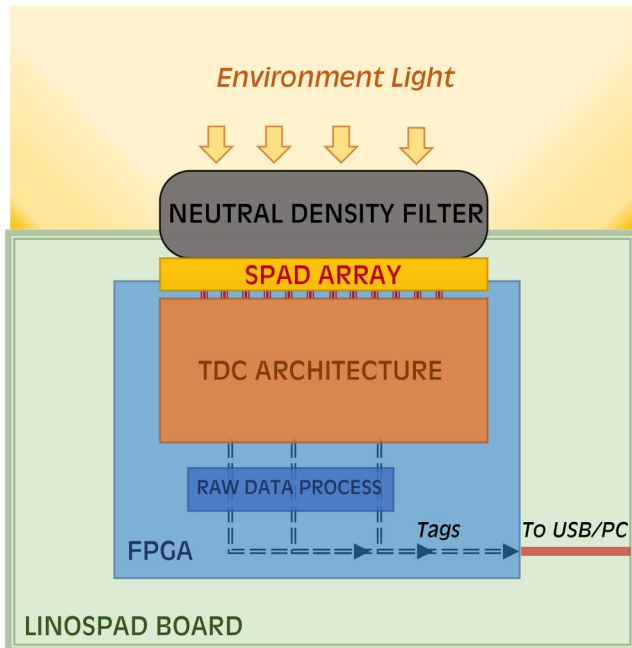 Environment Light
NEUTRAL DENSITY FILTER
SPAD ARRAY
TDC ARCHITECTURE
RAW DATA PROCESS
Tags
To USB/PC
FPGA
LINOSPAD BOARD